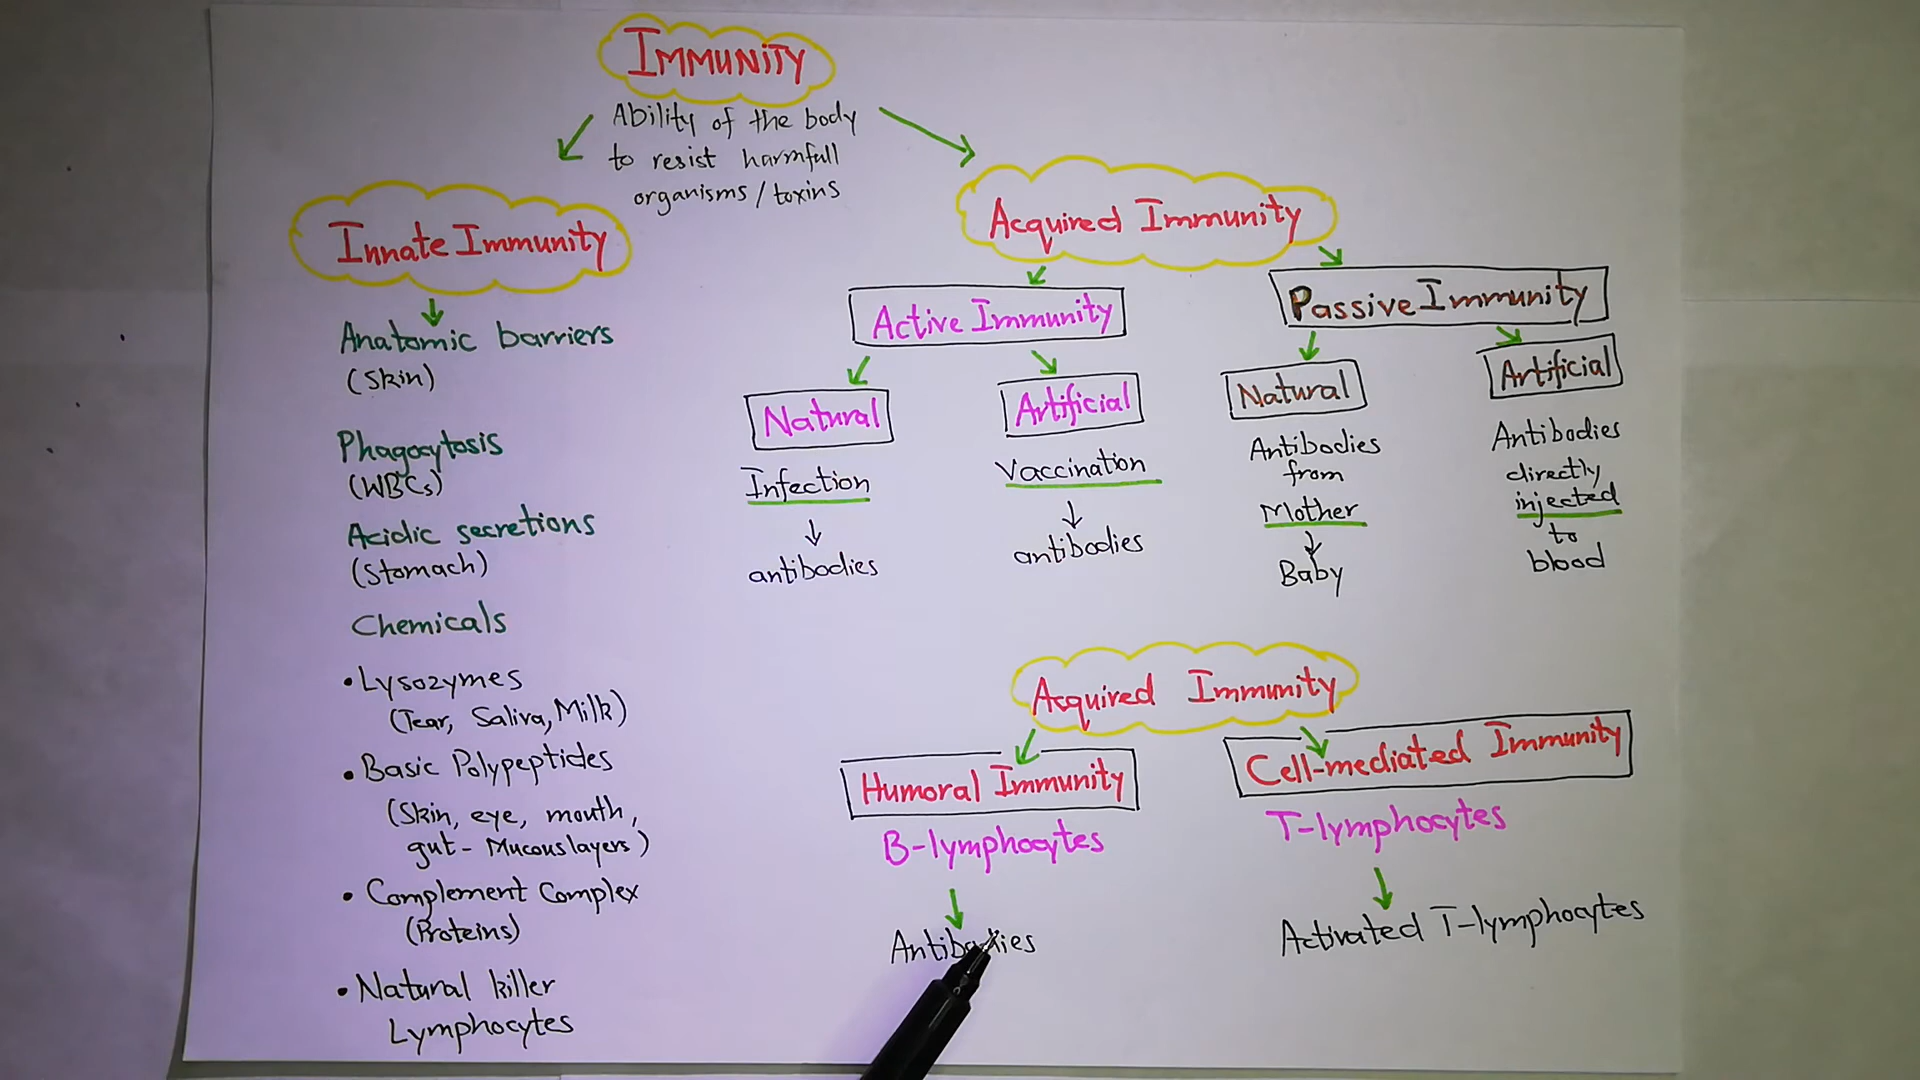 IMMUNITY
Ability of the body
to resist harmfull
organisms / toxins
Innate Immunity
Anatomic barriers
(Skin)
Phagocytosis
(WBCs)
Acidic secretions
(Stomach)
Chemicals
• Lysozymes
(Tear, Saliva, Milk)
• Basic Polypeptides
(Skin, eye, mouth,
gut - Mucous layers)
• Complement Complex
(Proteins)
• Natural killer
Lymphocytes
Acquired Immunity
Active Immunity
Natural
Infection
antibodies
Artificial
Vaccination
antibodies
Passive Immunity
Natural
Antibodies
from
Mother
Baby
Artificial
Antibodies
directly
injected
to
blood
Acquired Immunity
Humoral Immunity
B-lymphocytes
Antibodies
Cell-mediated Immunity
T-lymphocytes
Activated T-lymphocytes